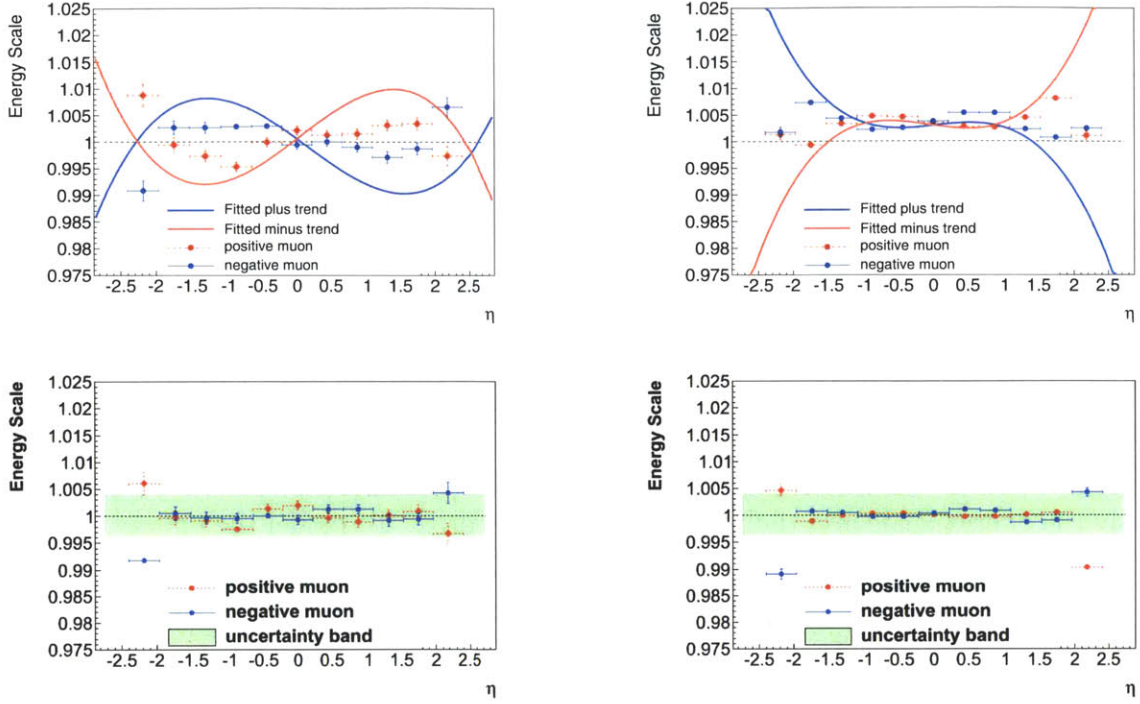 Energy Scale
1.025
1.02
1.015
1.01
1.005
1
0.995
0.99
0.985
0.98
0.975
Fitted plus trend
Fitted minus trend
positive muon
negative muon
-2.5 -2 -1.5 -1 -0.5 0 0.5 1 1.5 2 2.5
η
Energy Scale
1.025
1.02
1.015
1.01
1.005
1
0.995
0.99
0.985
0.98
0.975
Fitted plus trend
Fitted minus trend
positive muon
negative muon
-2.5 -2 -1.5 -1 -0.5 0 0.5 1 1.5 2 2.5
η
Energy Scale
1.025
1.02
1.015
1.01
1.005
1
0.995
0.99
0.985
0.98
0.975
positive muon
negative muon
uncertainty band
-2.5 -2 -1.5 -1 -0.5 0 0.5 1 1.5 2 2.5
η
Energy Scale
1.025
1.02
1.015
1.01
1.005
1
0.995
0.99
0.985
0.98
0.975
positive muon
negative muon
uncertainty band
-2.5 -2 -1.5 -1 -0.5 0 0.5 1 1.5 2 2.5
η